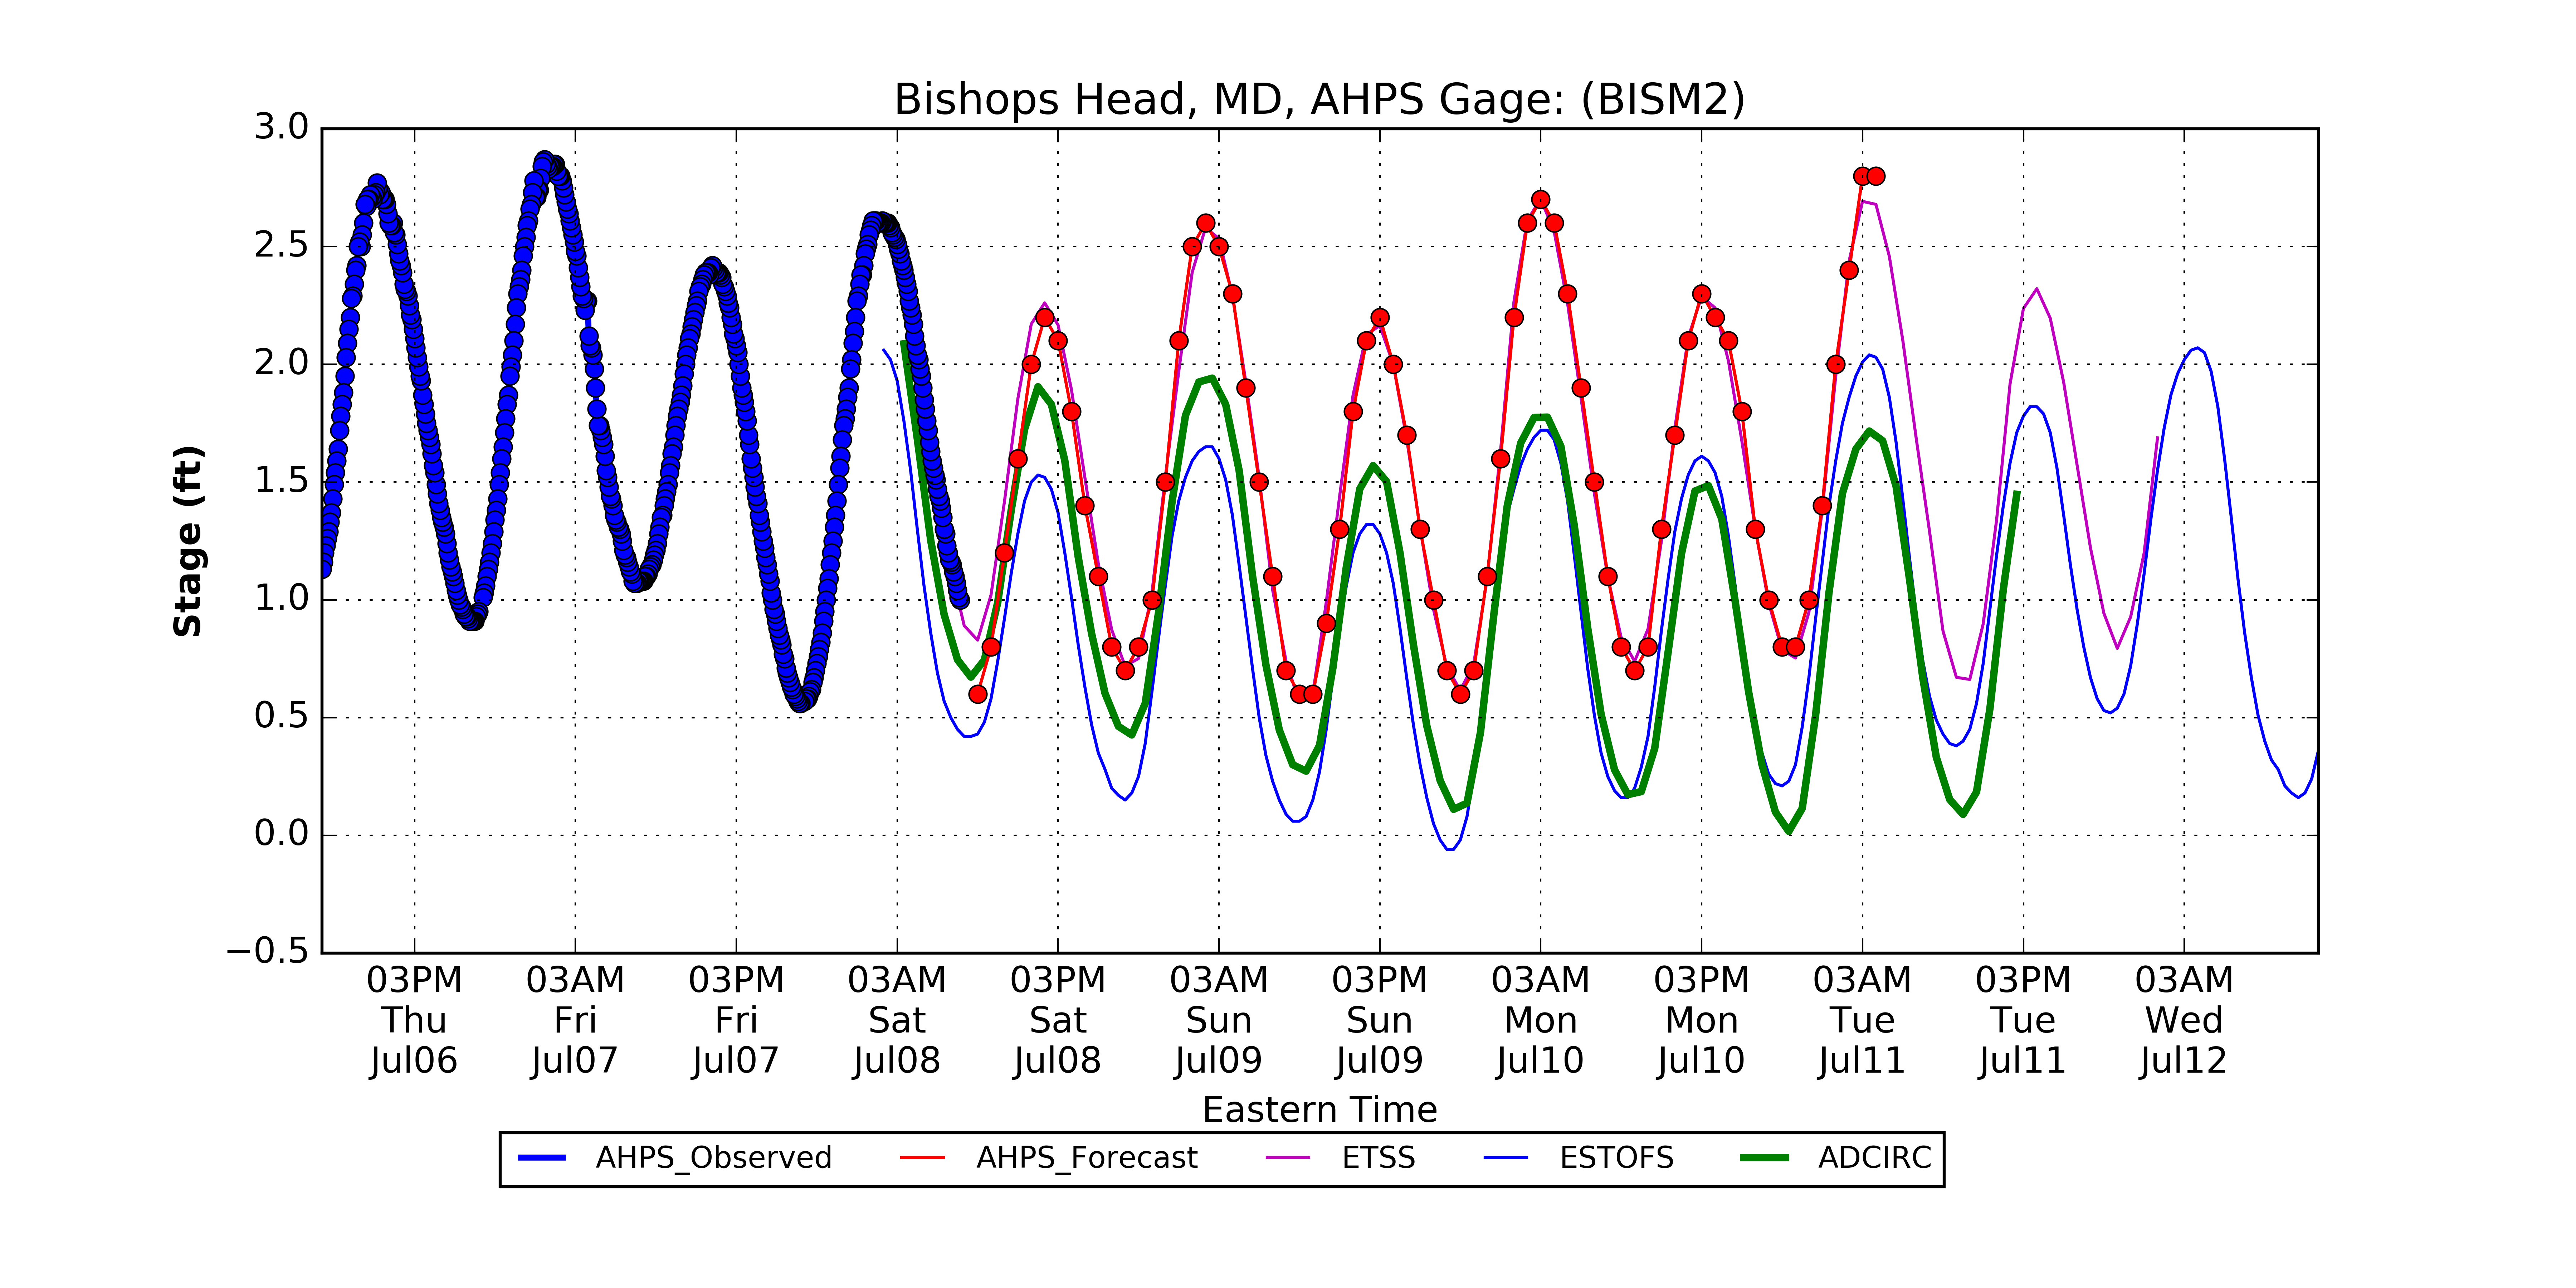 Bishops Head, MD, AHPS Gage: (BISM2)
3.0
2.5
2.0
1.5
1.0
0.5
0.0
−0.5
Stage (ft)
03PM 03AM 03PM 03AM 03PM 03AM 03PM 03AM 03PM 03AM 03PM 03AM
Thu Fri Fri Sat Sat Sun Sun Mon Mon Tue Tue Wed
Jul06 Jul07 Jul07 Jul08 Jul08 Jul09 Jul09 Jul10 Jul10 Jul11 Jul11 Jul12
Eastern Time
AHPS_Observed AHPS_Forecast ETSS ESTOFS ADCIRC